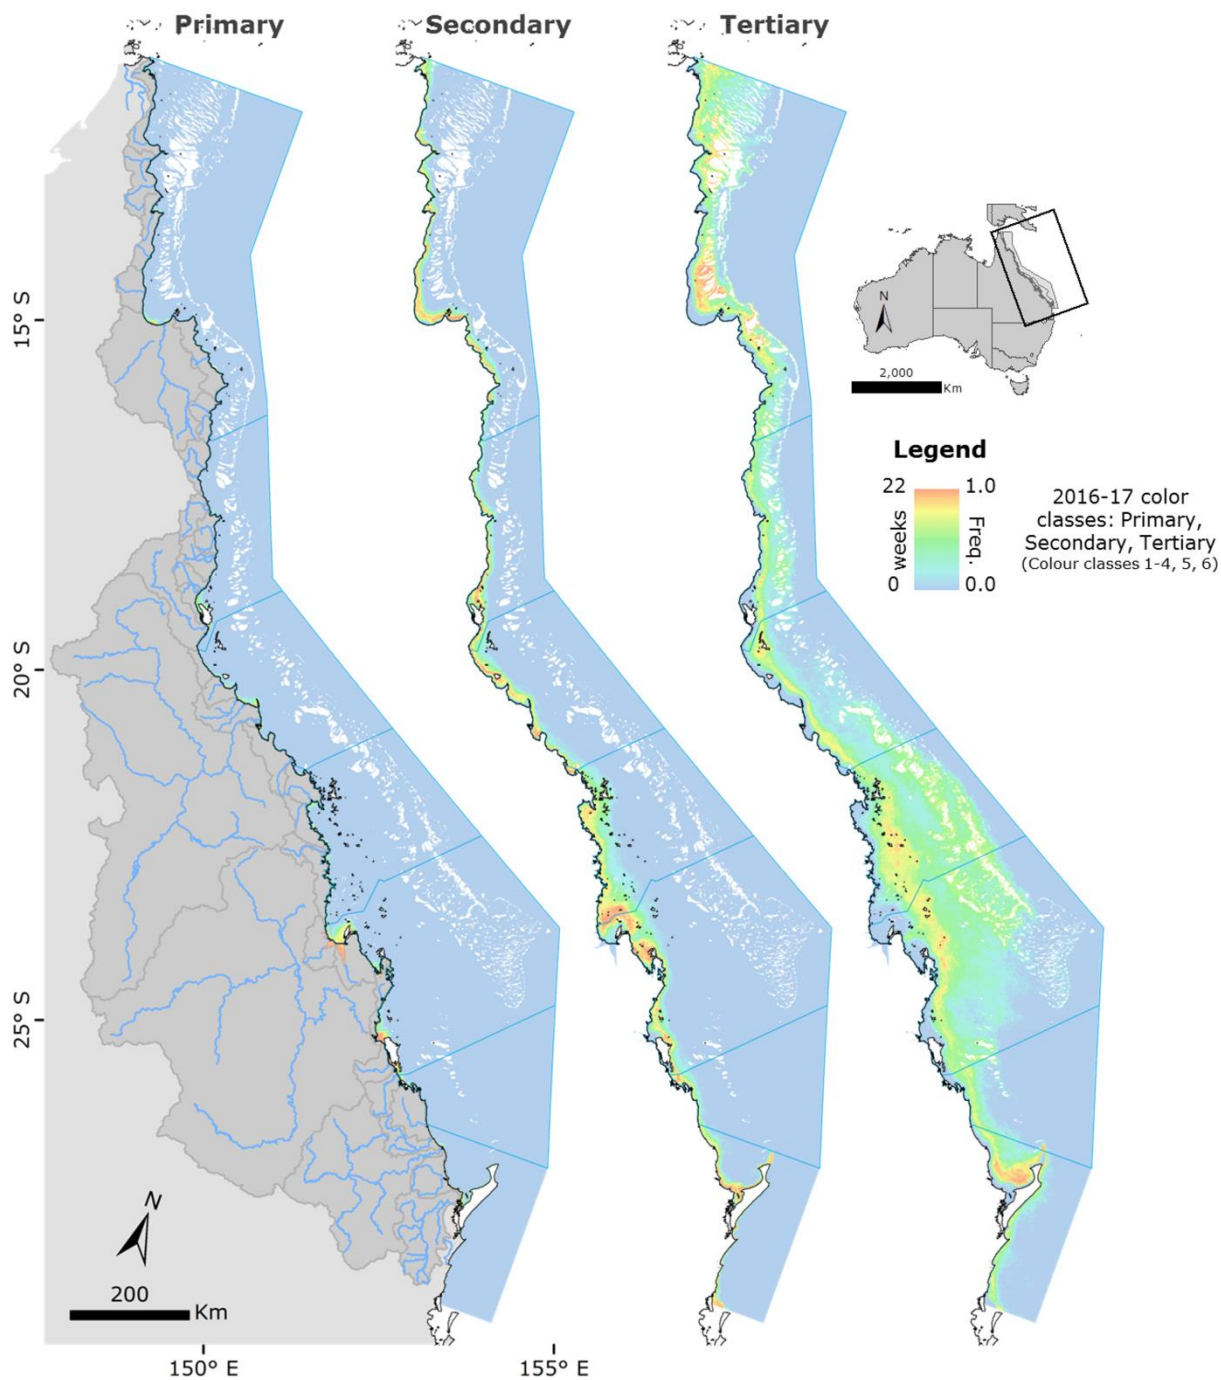 Primary
Secondary
Tertiary
15° S
20° S
25° S
N
2,000
Km
Legend
22
weeks
0
1.0
Freq.
0.0
2016-17 color
classes: Primary,
Secondary, Tertiary
(Colour classes 1-4, 5, 6)
N
200
Km
150° E
155° E